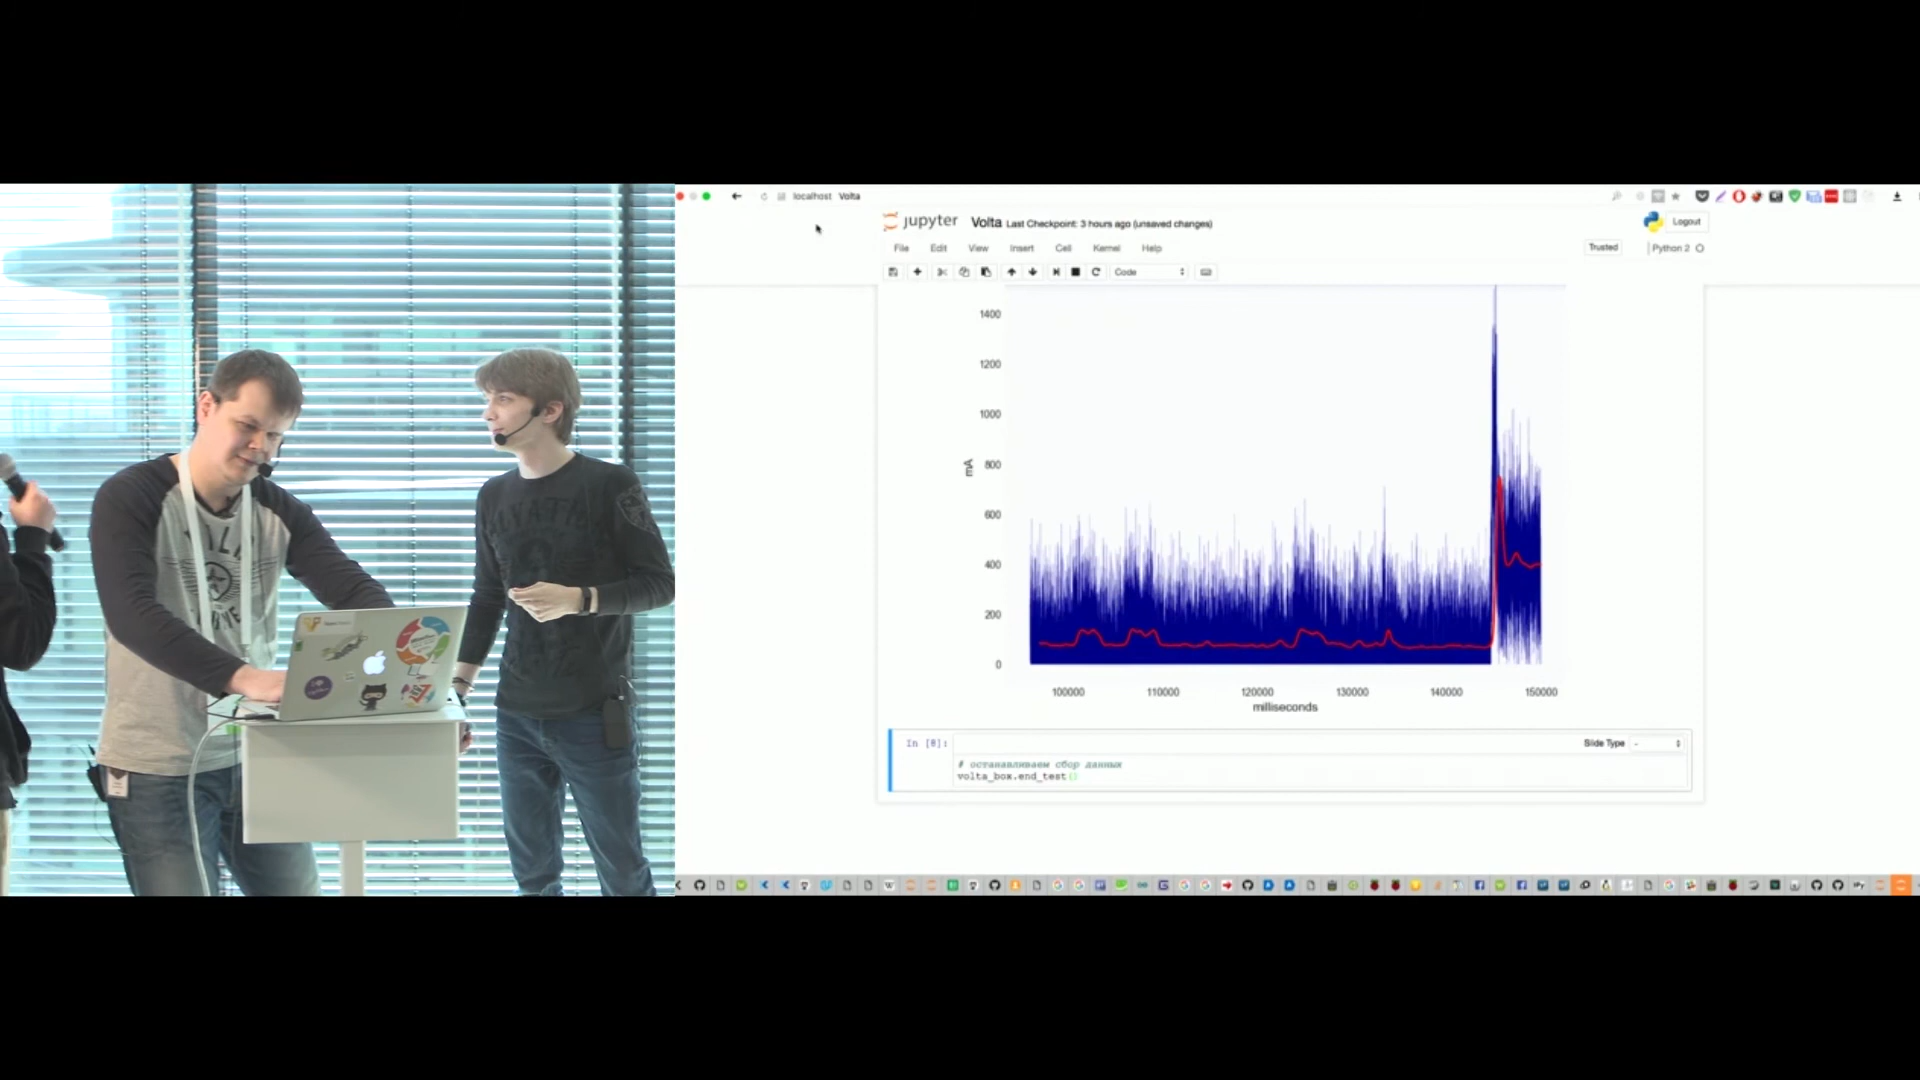 localhost Volta
jupyter Volta Last Checkpoint: 3 hours ago (unsaved changes)
Logout
File Edit View Insert Cell Kernel Help
Trusted
Python 2
Code
1400
1200
1000
800
600
400
200
0
mA
100000 110000 120000 130000 140000 150000
milliseconds
In [8]:
Slide Type -
# останавливаем сбор данных
volta_box.end_test()